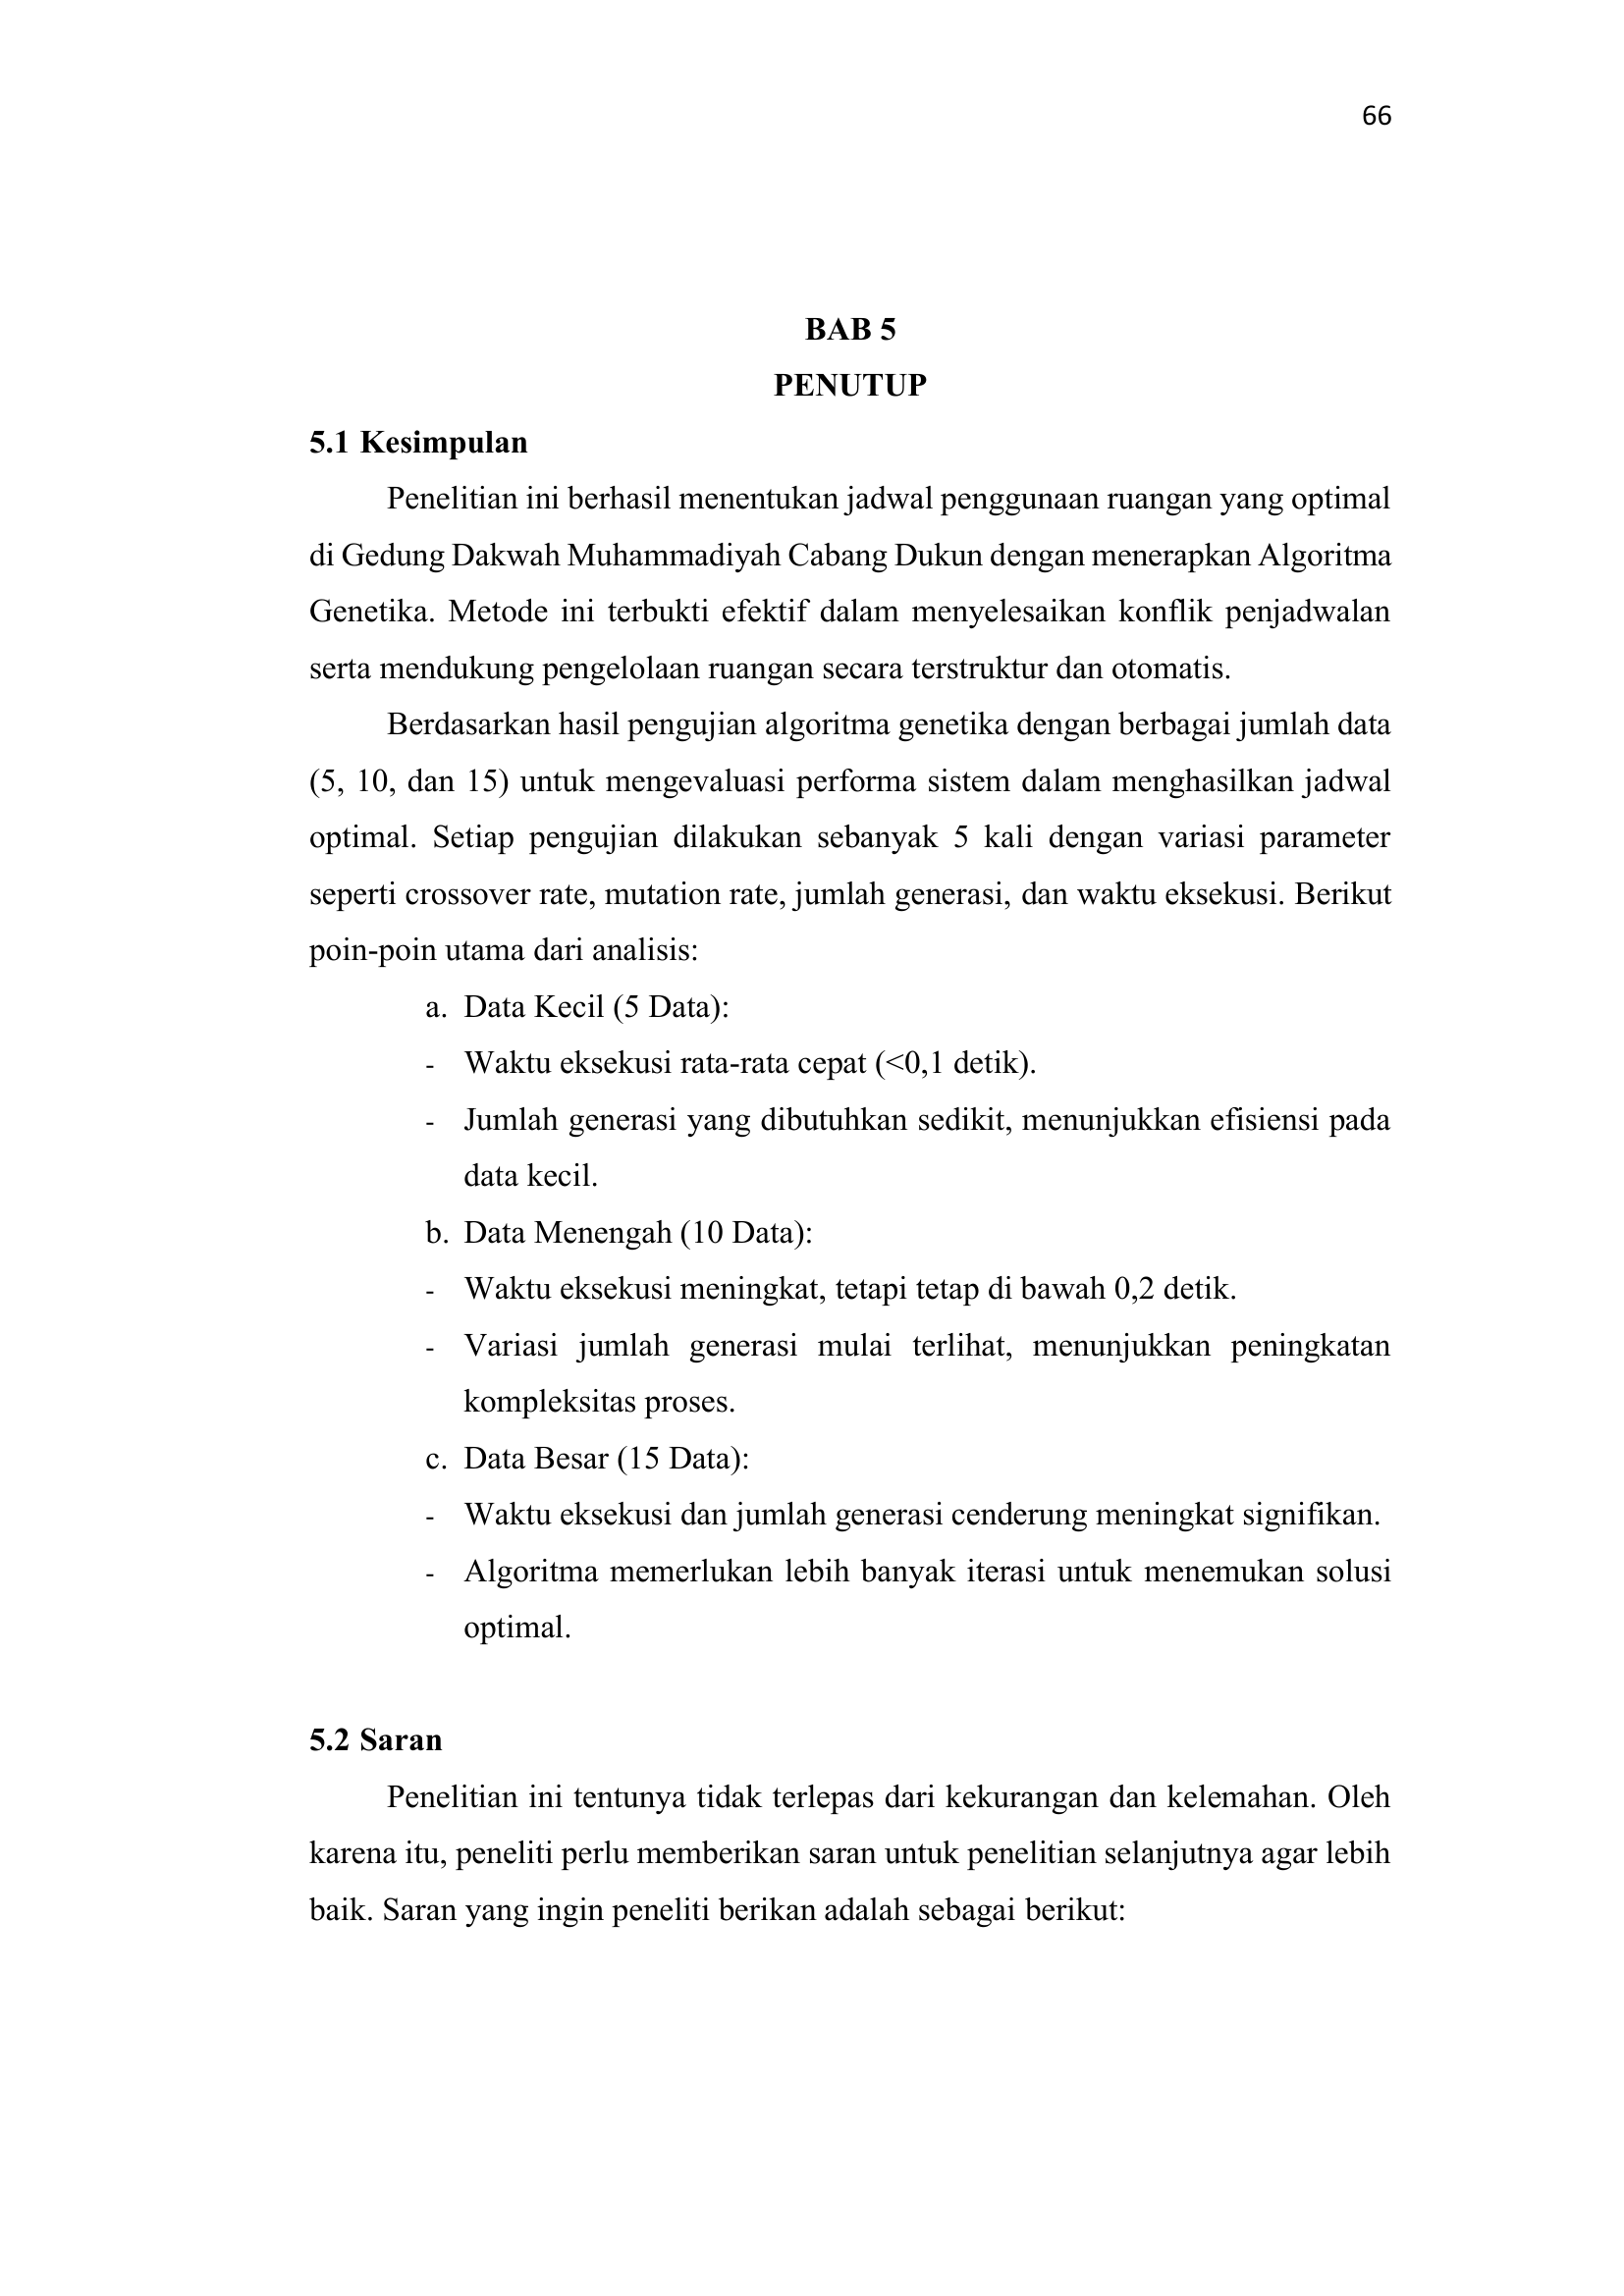 66
BAB 5
PENUTUP
5.1 Kesimpulan
Penelitian ini berhasil menentukan jadwal penggunaan ruangan yang optimal
di Gedung Dakwah Muhammadiyah Cabang Dukun dengan menerapkan Algoritma
Genetika. Metode ini terbukti efektif dalam menyelesaikan konflik penjadwalan
serta mendukung pengelolaan ruangan secara terstruktur dan otomatis.
Berdasarkan hasil pengujian algoritma genetika dengan berbagai jumlah data
(5, 10, dan 15) untuk mengevaluasi performa sistem dalam menghasilkan jadwal
optimal. Setiap pengujian dilakukan sebanyak 5 kali dengan variasi parameter
seperti crossover rate, mutation rate, jumlah generasi, dan waktu eksekusi. Berikut
poin-poin utama dari analisis:
a. Data Kecil (5 Data):
- Waktu eksekusi rata-rata cepat (<0,1 detik).
- Jumlah generasi yang dibutuhkan sedikit, menunjukkan efisiensi pada
data kecil.
b. Data Menengah (10 Data):
- Waktu eksekusi meningkat, tetapi tetap di bawah 0,2 detik.
- Variasi jumlah generasi mulai terlihat, menunjukkan peningkatan
kompleksitas proses.
c. Data Besar (15 Data):
- Waktu eksekusi dan jumlah generasi cenderung meningkat signifikan.
- Algoritma memerlukan lebih banyak iterasi untuk menemukan solusi
optimal.
5.2 Saran
Penelitian ini tentunya tidak terlepas dari kekurangan dan kelemahan. Oleh
karena itu, peneliti perlu memberikan saran untuk penelitian selanjutnya agar lebih
baik. Saran yang ingin peneliti berikan adalah sebagai berikut: